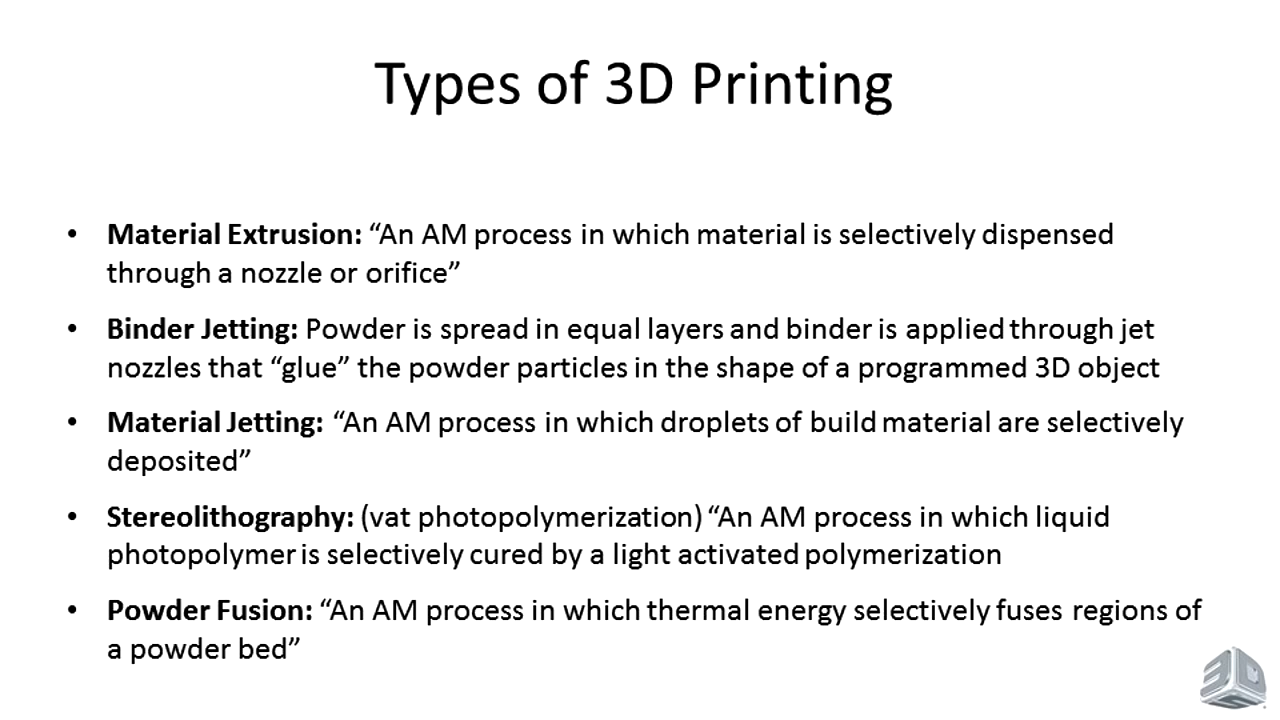 Types of 3D Printing
• Material Extrusion: “An AM process in which material is selectively dispensed
through a nozzle or orifice”
• Binder Jetting: Powder is spread in equal layers and binder is applied through jet
nozzles that “glue” the powder particles in the shape of a programmed 3D object
• Material Jetting: “An AM process in which droplets of build material are selectively
deposited”
• Stereolithography: (vat photopolymerization) “An AM process in which liquid
photopolymer is selectively cured by a light activated polymerization
• Powder Fusion: “An AM process in which thermal energy selectively fuses regions of
a powder bed”
3D